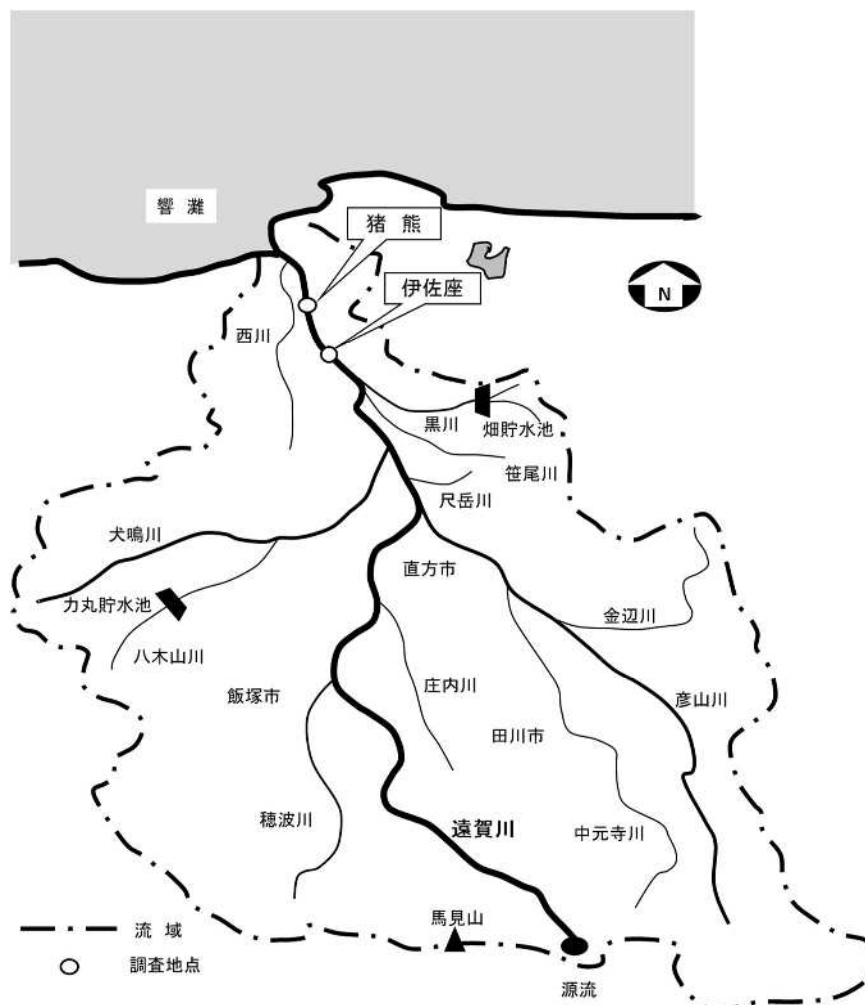 響 灘
猪 熊
伊佐座
N
西川
黒川
畑貯水池
笹尾川
尺岳川
犬鳴川
直方市
力丸貯水池
金辺川
八木山川
庄内川
飯塚市
彦山川
田川市
穂波川
遠賀川
中元寺川
馬見山
流 域
調査地点
源流